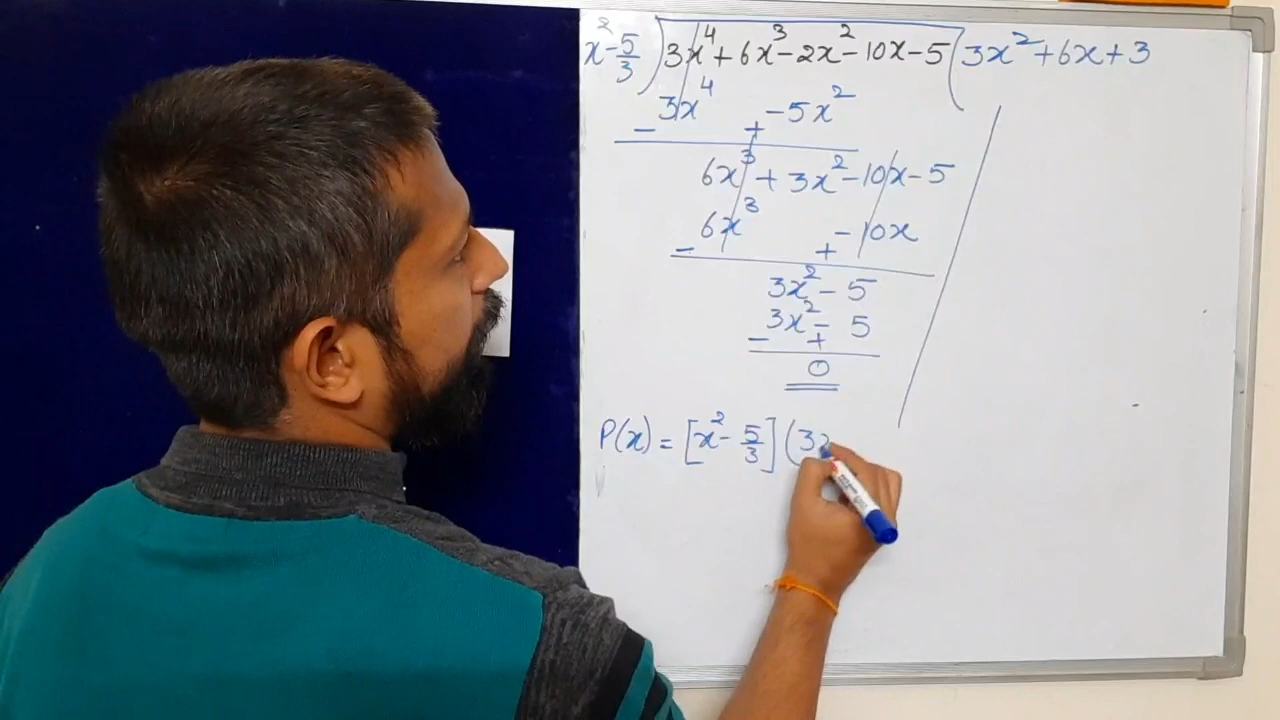 x² - 5/3 ) 3x⁴ + 6x³ - 2x² - 10x - 5 ( 3x² + 6x + 3
3x⁴ - 5x²
- +
6x³ + 3x² - 10x - 5
6x³ - 10x
- +
3x² - 5
3x² - 5
- +
0
P(x) = [x² - 5/3] (3x